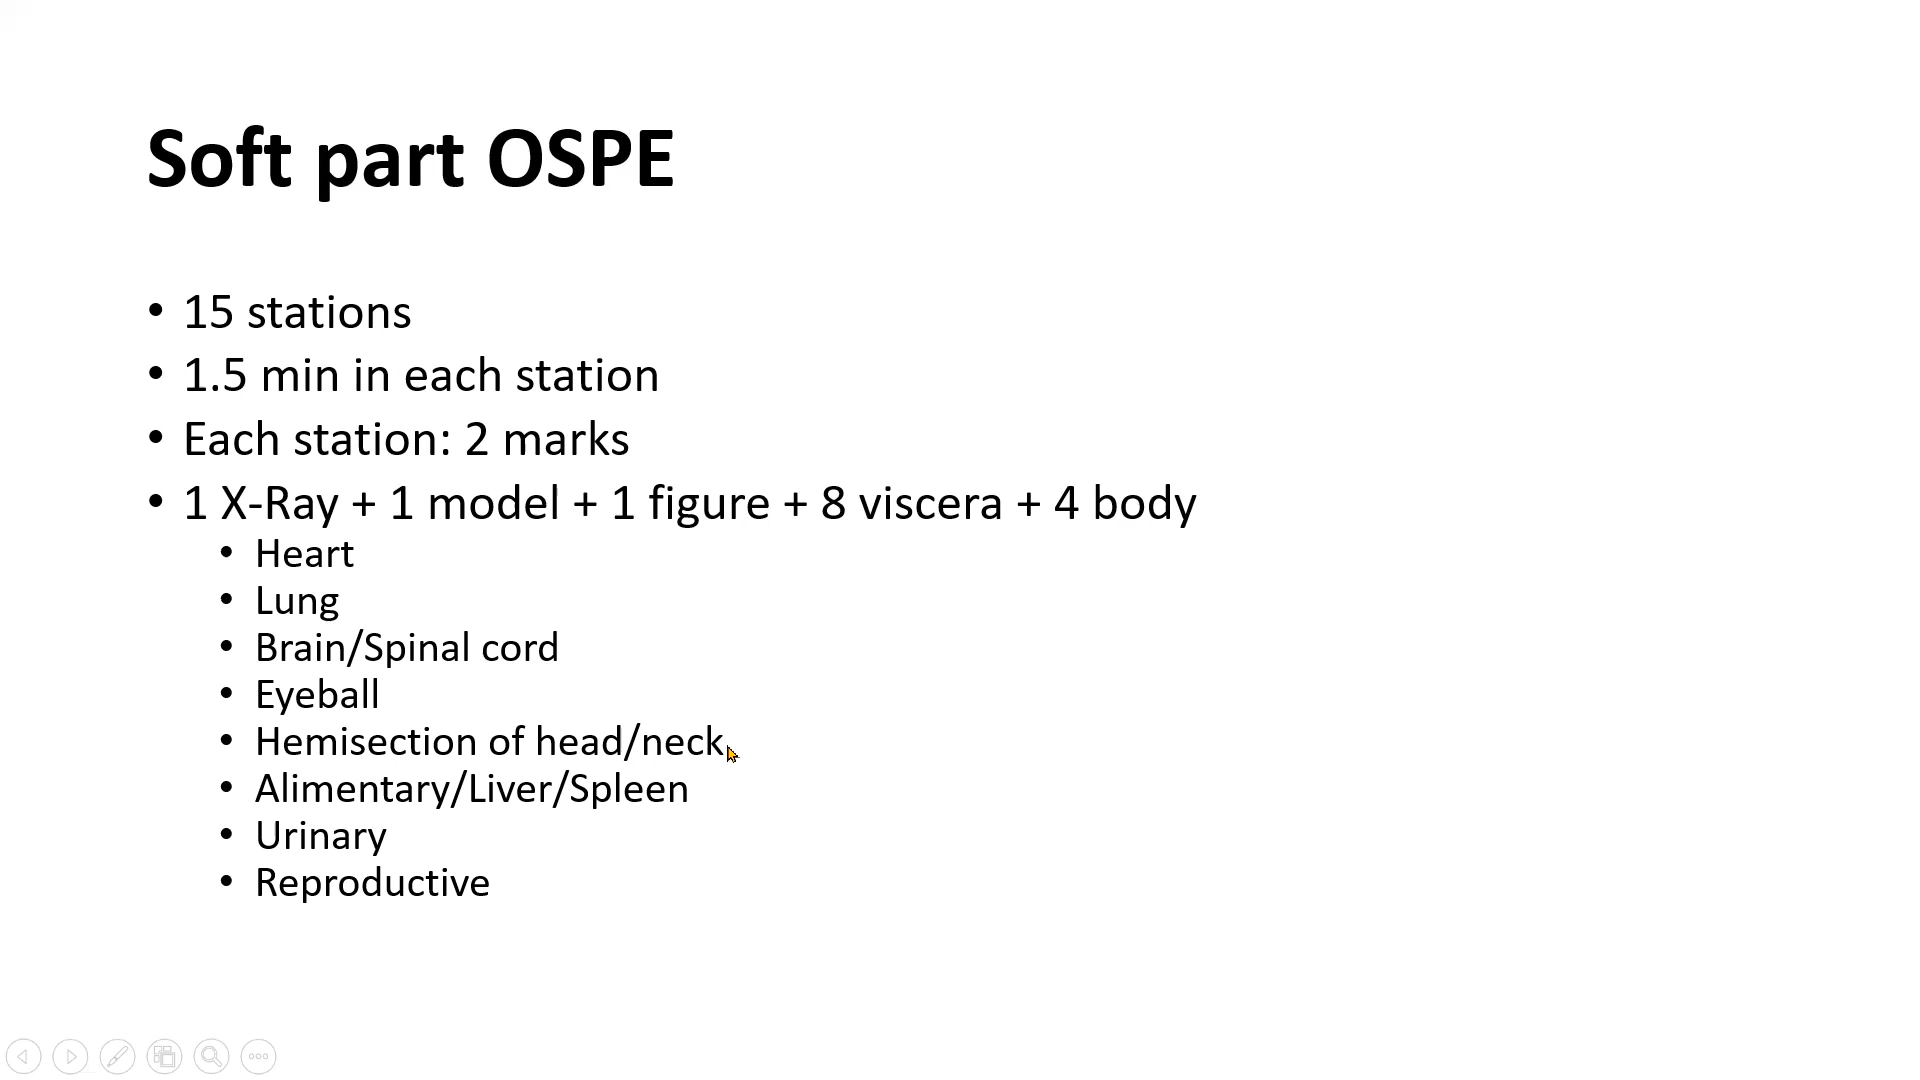 Soft part OSPE
• 15 stations
• 1.5 min in each station
• Each station: 2 marks
• 1 X-Ray + 1 model + 1 figure + 8 viscera + 4 body
• Heart
• Lung
• Brain/Spinal cord
• Eyeball
• Hemisection of head/neck
• Alimentary/Liver/Spleen
• Urinary
• Reproductive